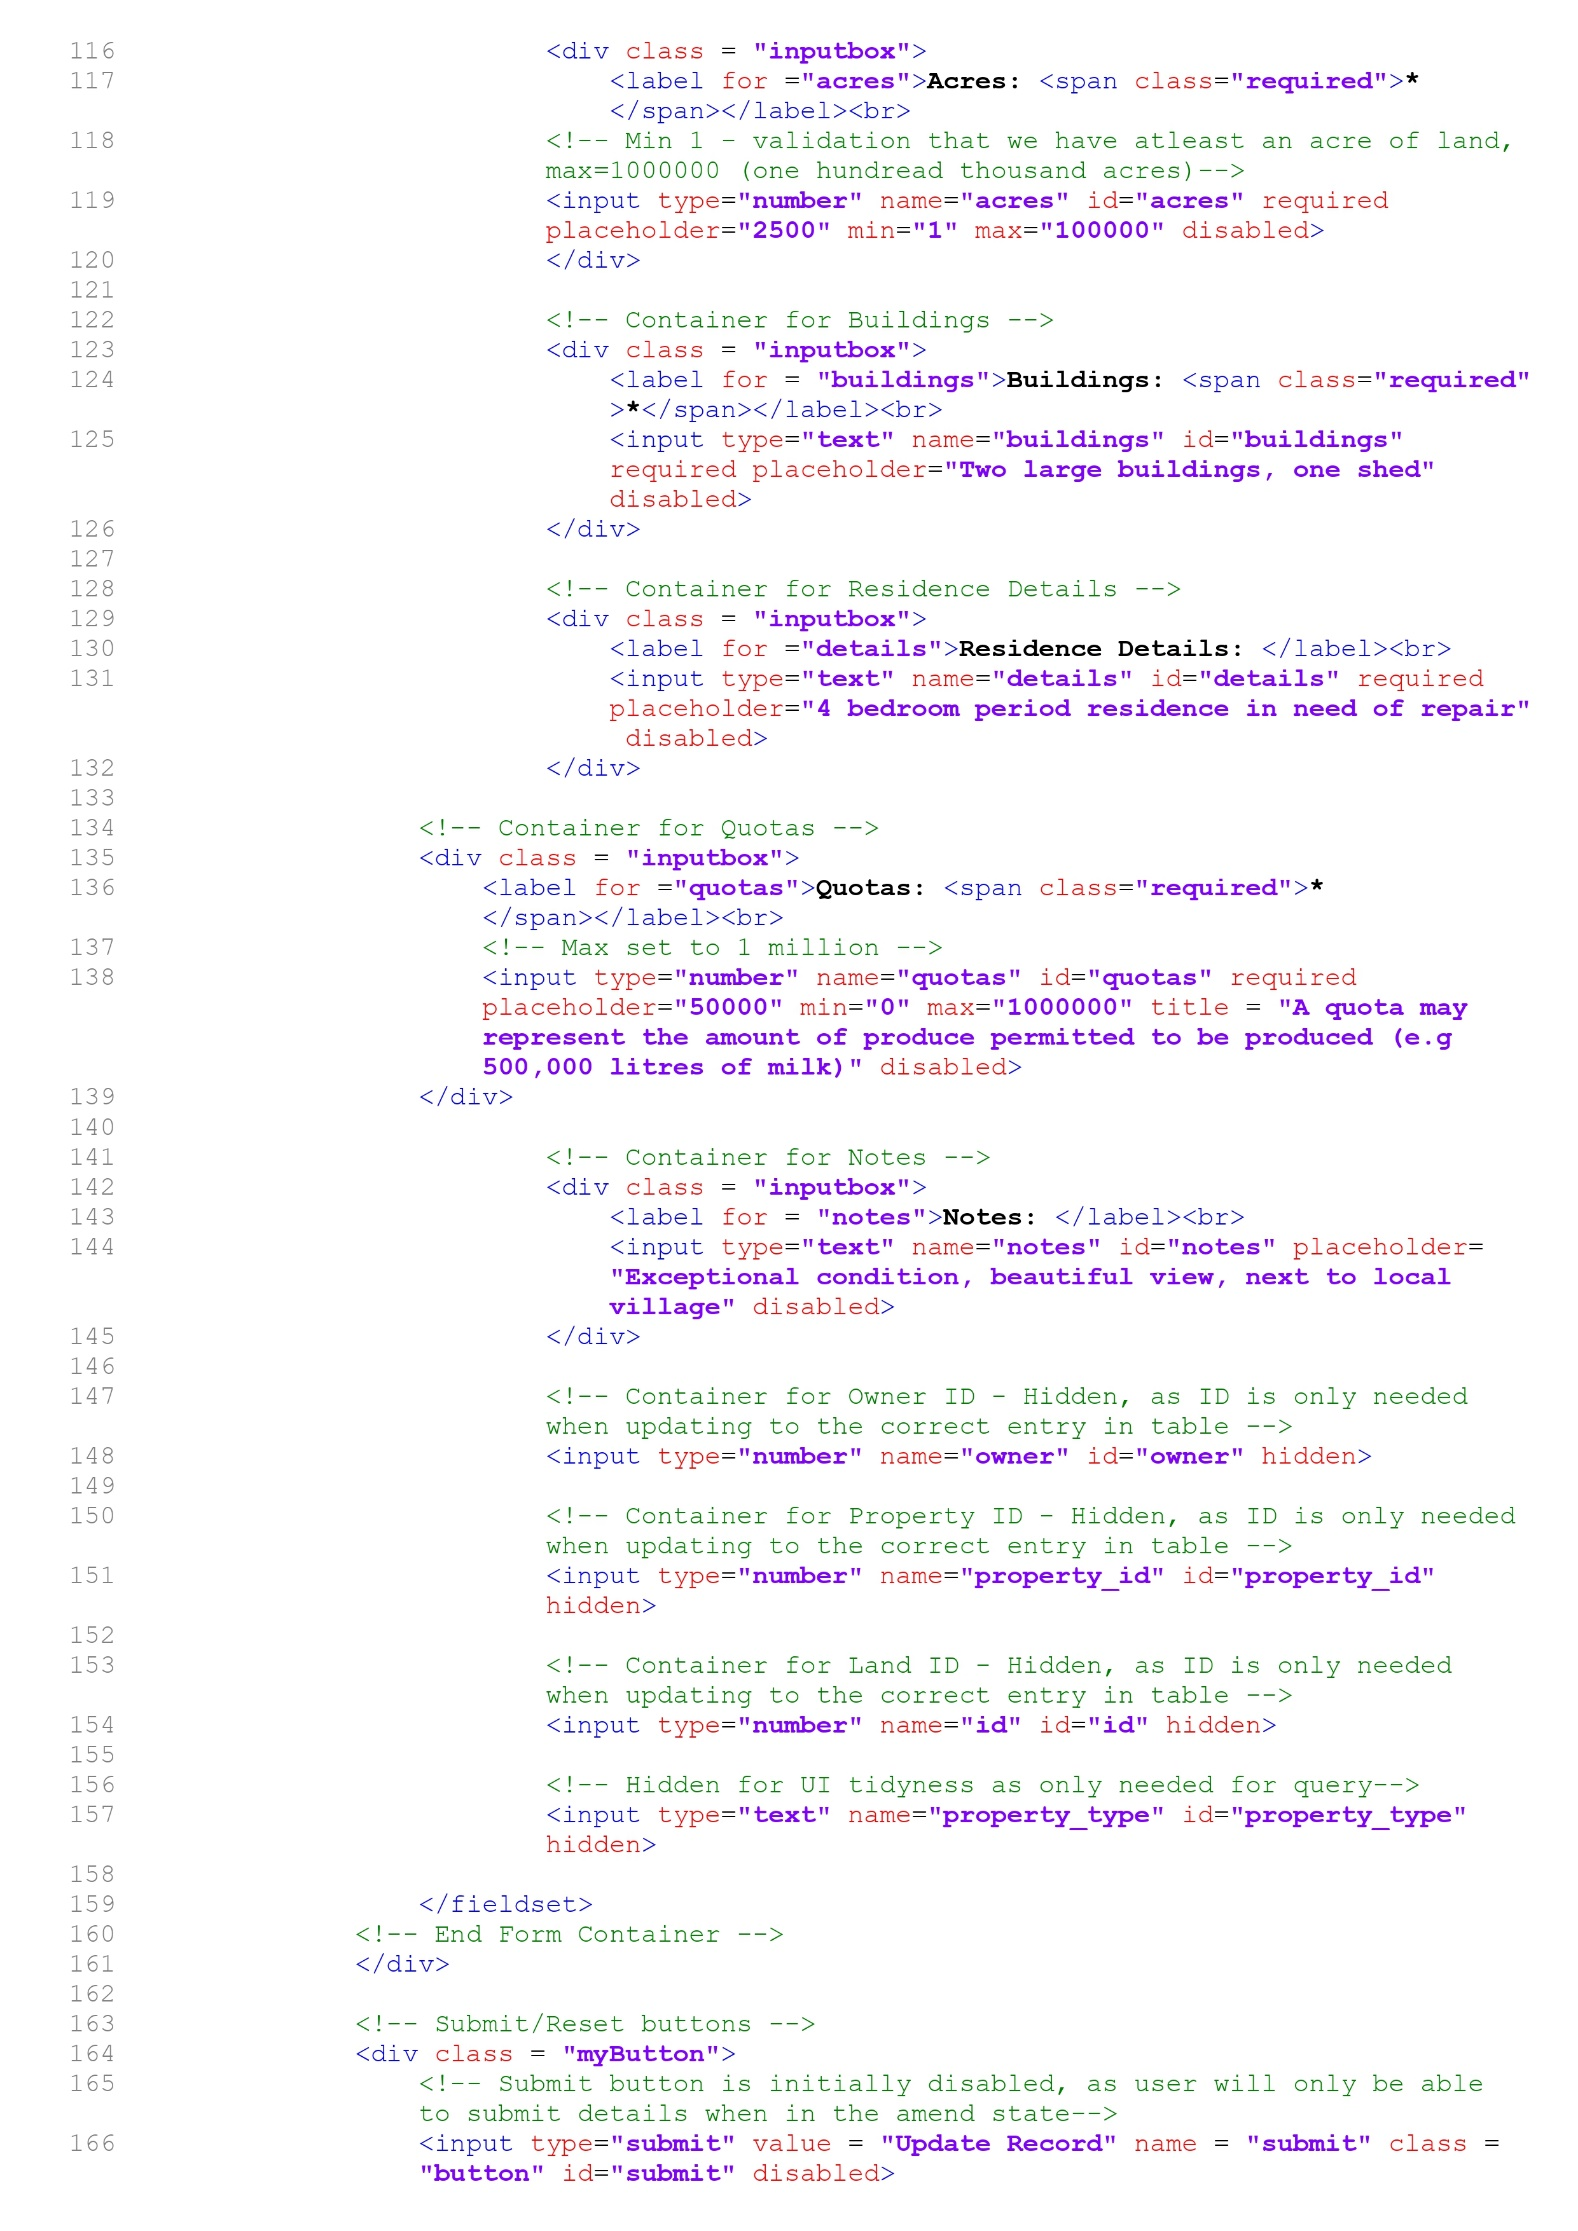 116 <div class = "inputbox">
117 <label for ="acres">Acres: <span class="required">*
</span></label><br>
118 <!-- Min 1 - validation that we have atleast an acre of land,
max=1000000 (one hundread thousand acres)-->
119 <input type="number" name="acres" id="acres" required
placeholder="2500" min="1" max="100000" disabled>
120 </div>
121
122 <!-- Container for Buildings -->
123 <div class = "inputbox">
124 <label for = "buildings">Buildings: <span class="required"
>*</span></label><br>
125 <input type="text" name="buildings" id="buildings"
required placeholder="Two large buildings, one shed"
disabled>
126 </div>
127
128 <!-- Container for Residence Details -->
129 <div class = "inputbox">
130 <label for ="details">Residence Details: </label><br>
131 <input type="text" name="details" id="details" required
placeholder="4 bedroom period residence in need of repair"
disabled>
132 </div>
133
134 <!-- Container for Quotas -->
135 <div class = "inputbox">
136 <label for ="quotas">Quotas: <span class="required">*
</span></label><br>
137 <!-- Max set to 1 million -->
138 <input type="number" name="quotas" id="quotas" required
placeholder="50000" min="0" max="1000000" title = "A quota may
represent the amount of produce permitted to be produced (e.g
500,000 litres of milk)" disabled>
139 </div>
140
141 <!-- Container for Notes -->
142 <div class = "inputbox">
143 <label for = "notes">Notes: </label><br>
144 <input type="text" name="notes" id="notes" placeholder=
"Exceptional condition, beautiful view, next to local
village" disabled>
145 </div>
146
147 <!-- Container for Owner ID - Hidden, as ID is only needed
when updating to the correct entry in table -->
148 <input type="number" name="owner" id="owner" hidden>
149
150 <!-- Container for Property ID - Hidden, as ID is only needed
when updating to the correct entry in table -->
151 <input type="number" name="property_id" id="property_id"
hidden>
152
153 <!-- Container for Land ID - Hidden, as ID is only needed
when updating to the correct entry in table -->
154 <input type="number" name="id" id="id" hidden>
155
156 <!-- Hidden for UI tidyness as only needed for query-->
157 <input type="text" name="property_type" id="property_type"
hidden>
158
159 </fieldset>
160 <!-- End Form Container -->
161 </div>
162
163 <!-- Submit/Reset buttons -->
164 <div class = "myButton">
165 <!-- Submit button is initially disabled, as user will only be able
to submit details when in the amend state-->
166 <input type="submit" value = "Update Record" name = "submit" class =
"button" id="submit" disabled>